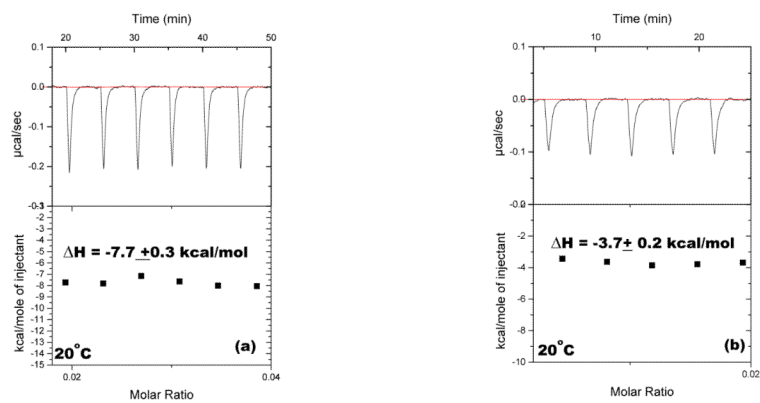 Time (min)
20 30 40 50
0.1
0.0
-0.1
-0.2
µcal/sec
-2
-3
-4
-5
-6
-7
-8
-9
-10
-11
-12
-13
-14
-15
kcal/mole of injectant
ΔH = -7.7 ±0.3 kcal/mol
20°C
(a)
0.02 0.04
Molar Ratio
Time (min)
10 20
0.1
0.0
-0.1
µcal/sec
-2
-4
-6
-8
-10
kcal/mole of injectant
ΔH = -3.7± 0.2 kcal/mol
20°C
(b)
0.02
Molar Ratio